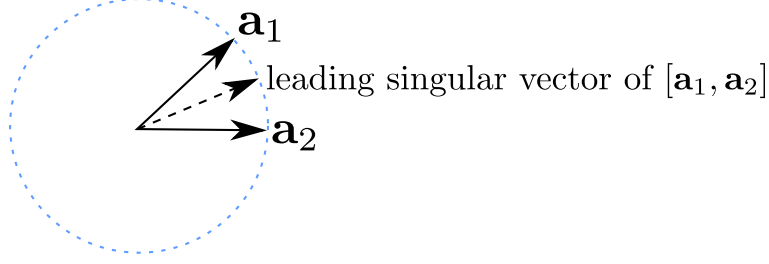 a₁
leading singular vector of [a₁, a₂]
a₂